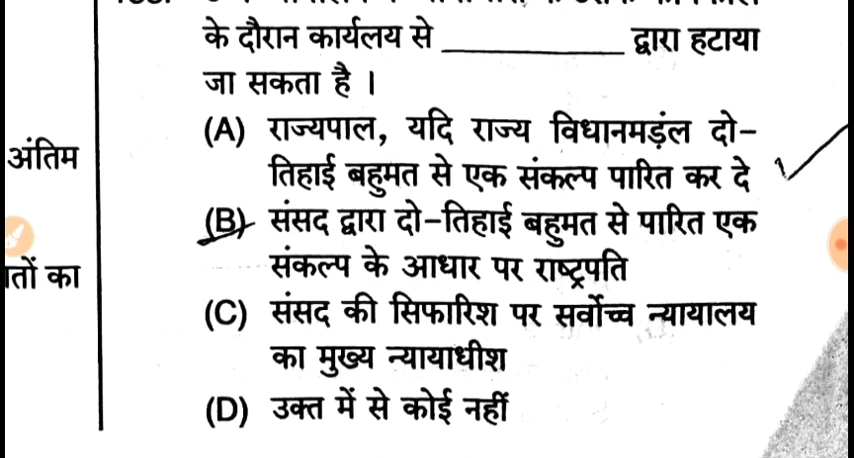 के दौरान कार्यलय से ____________ द्वारा हटाया
जा सकता है ।
(A) राज्यपाल, यदि राज्य विधानमड़ंल दो-
तिहाई बहुमत से एक संकल्प पारित कर दे
(B) संसद द्वारा दो-तिहाई बहुमत से पारित एक
संकल्प के आधार पर राष्ट्रपति
(C) संसद की सिफारिश पर सर्वोच्च न्यायालय
का मुख्य न्यायाधीश
(D) उक्त में से कोई नहीं
अंतिम
तों का